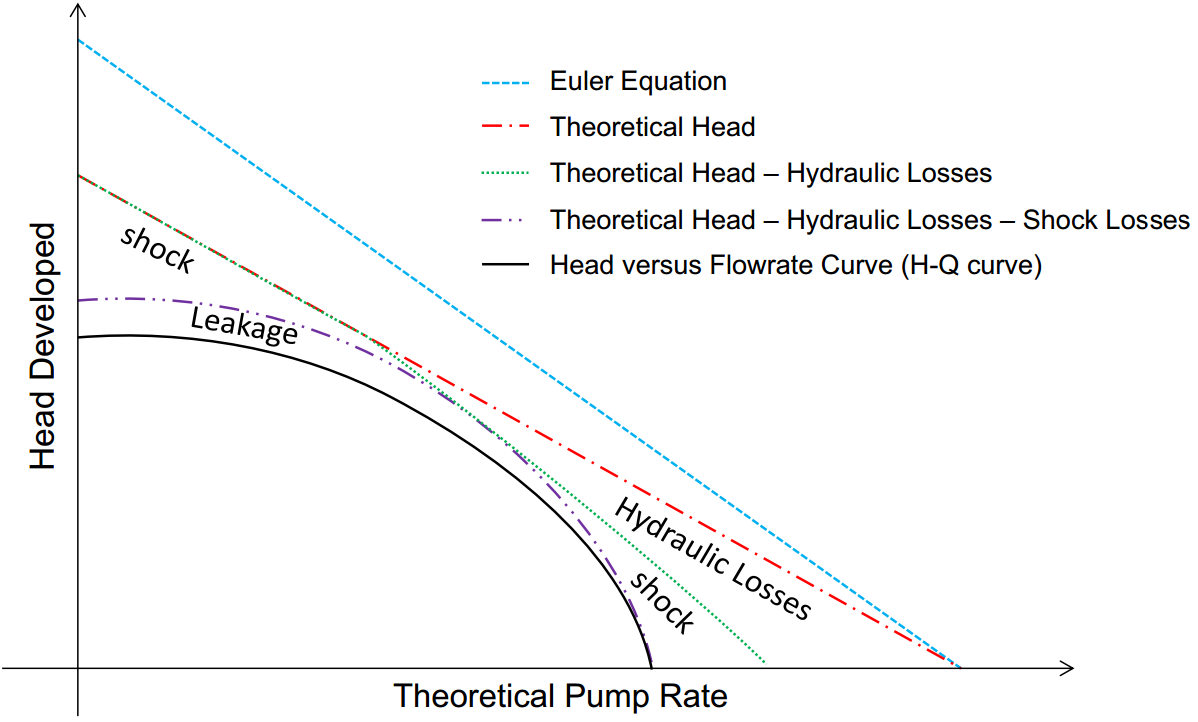 Euler Equation
Theoretical Head
Theoretical Head – Hydraulic Losses
Theoretical Head – Hydraulic Losses – Shock Losses
Head versus Flowrate Curve (H-Q curve)
shock
Leakage
Hydraulic Losses
shock
Head Developed
Theoretical Pump Rate